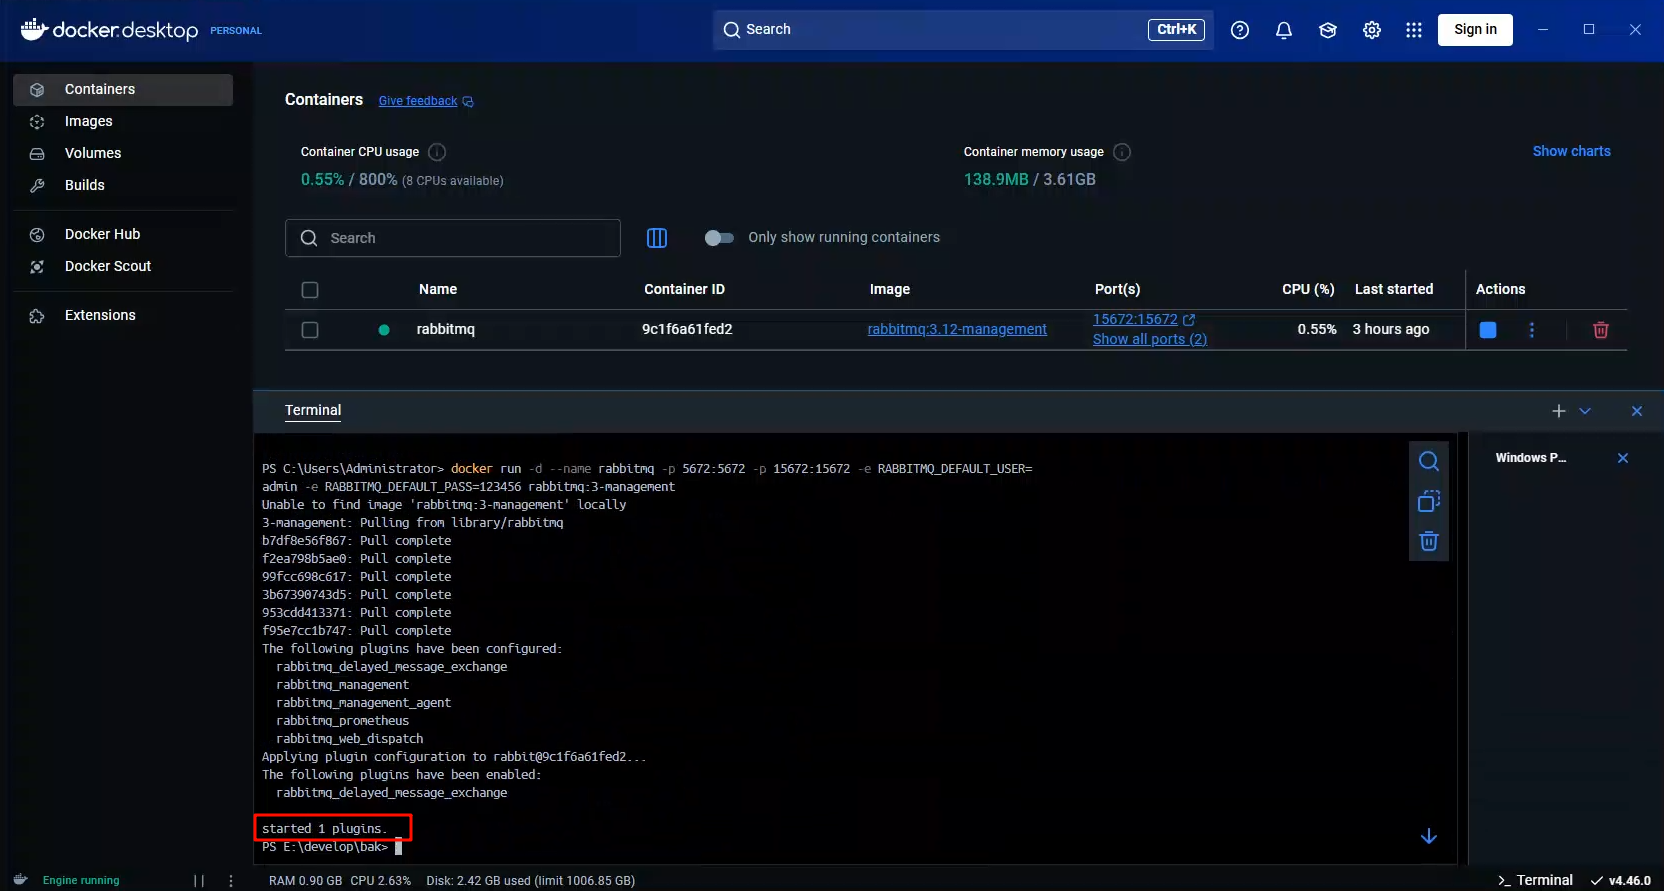 docker.desktop PERSONAL
Search Ctrl+K
Sign in
Containers
Images
Volumes
Builds
Docker Hub
Docker Scout
Extensions
Containers Give feedback
Container CPU usage
0.55% / 800% (8 CPUs available)
Container memory usage
138.9MB / 3.61GB
Show charts
Search
Only show running containers
Name Container ID Image Port(s) CPU (%) Last started Actions
rabbitmq 9c1f6a61fed2 rabbitmq:3.12-management 15672:15672 0.55% 3 hours ago
Show all ports (2)
Terminal
Windows P...
PS C:\Users\Administrator> docker run -d --name rabbitmq -p 5672:5672 -p 15672:15672 -e RABBITMQ_DEFAULT_USER=
admin -e RABBITMQ_DEFAULT_PASS=123456 rabbitmq:3-management
Unable to find image 'rabbitmq:3-management' locally
3-management: Pulling from library/rabbitmq
b7df8e56f867: Pull complete
f2ea798b5ae0: Pull complete
99fcc698c617: Pull complete
3b67390743d5: Pull complete
953cdd413371: Pull complete
f95e7cc1b747: Pull complete
The following plugins have been configured:
rabbitmq_delayed_message_exchange
rabbitmq_management
rabbitmq_management_agent
rabbitmq_prometheus
rabbitmq_web_dispatch
Applying plugin configuration to rabbit@9c1f6a61fed2...
The following plugins have been enabled:
rabbitmq_delayed_message_exchange
started 1 plugins.
PS E:\develop\bak>
Engine running
RAM 0.90 GB CPU 2.63% Disk: 2.42 GB used (limit 1006.85 GB)
>_ Terminal
v4.46.0